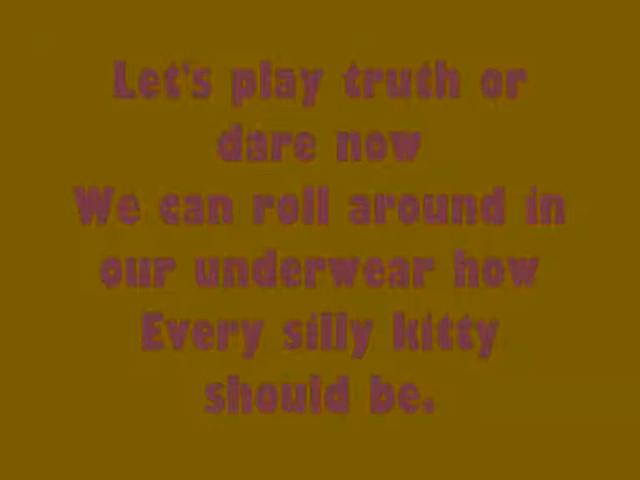 Let's play truth or
dare now
We can roll around in
our underwear how
Every silly kitty
should be.